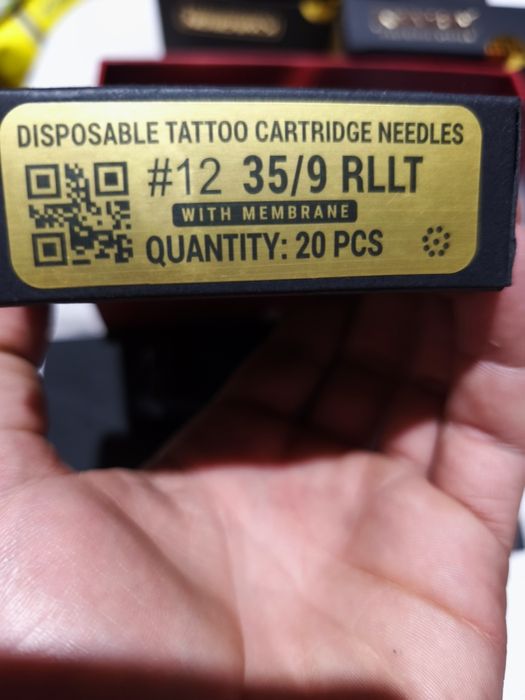 DISPOSABLE TATTOO CARTRIDGE NEEDLES
#12 35/9 RLLT
WITH MEMBRANE
QUANTITY: 20 PCS